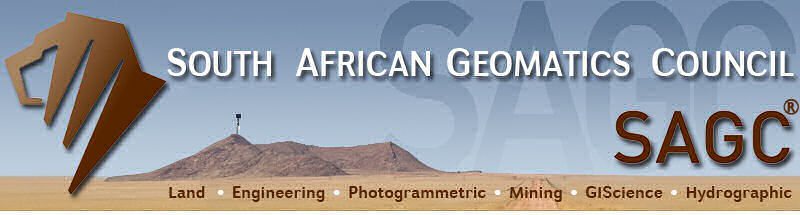 SOUTH AFRICAN GEOMATICS COUNCIL
SAGC
SAGC®
Land • Engineering • Photogrammetric • Mining • GIScience • Hydrographic